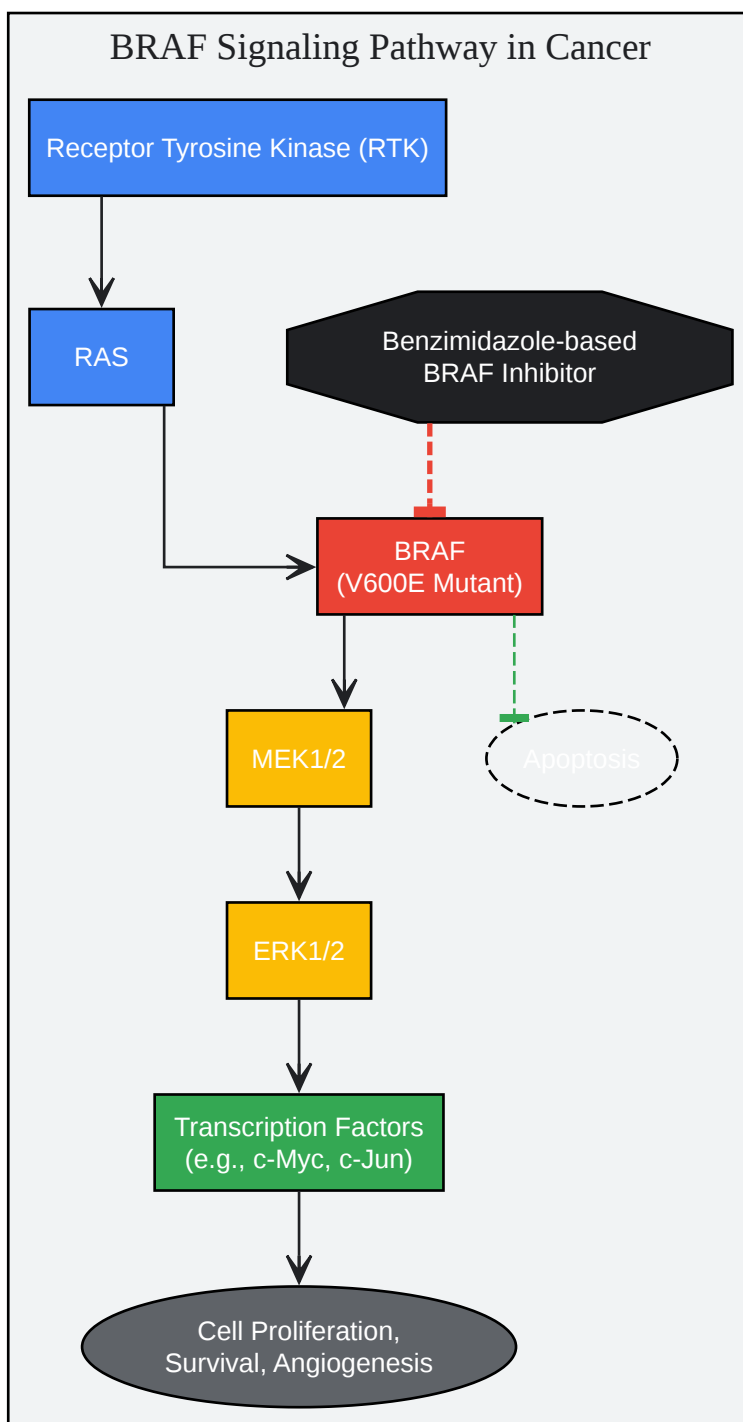 BRAF Signaling Pathway in Cancer
Receptor Tyrosine Kinase (RTK)
RAS
Benzimidazole-based
BRAF Inhibitor
BRAF
(V600E Mutant)
MEK1/2
Apoptosis
ERK1/2
Transcription Factors
(e.g., c-Myc, c-Jun)
Cell Proliferation,
Survival, Angiogenesis